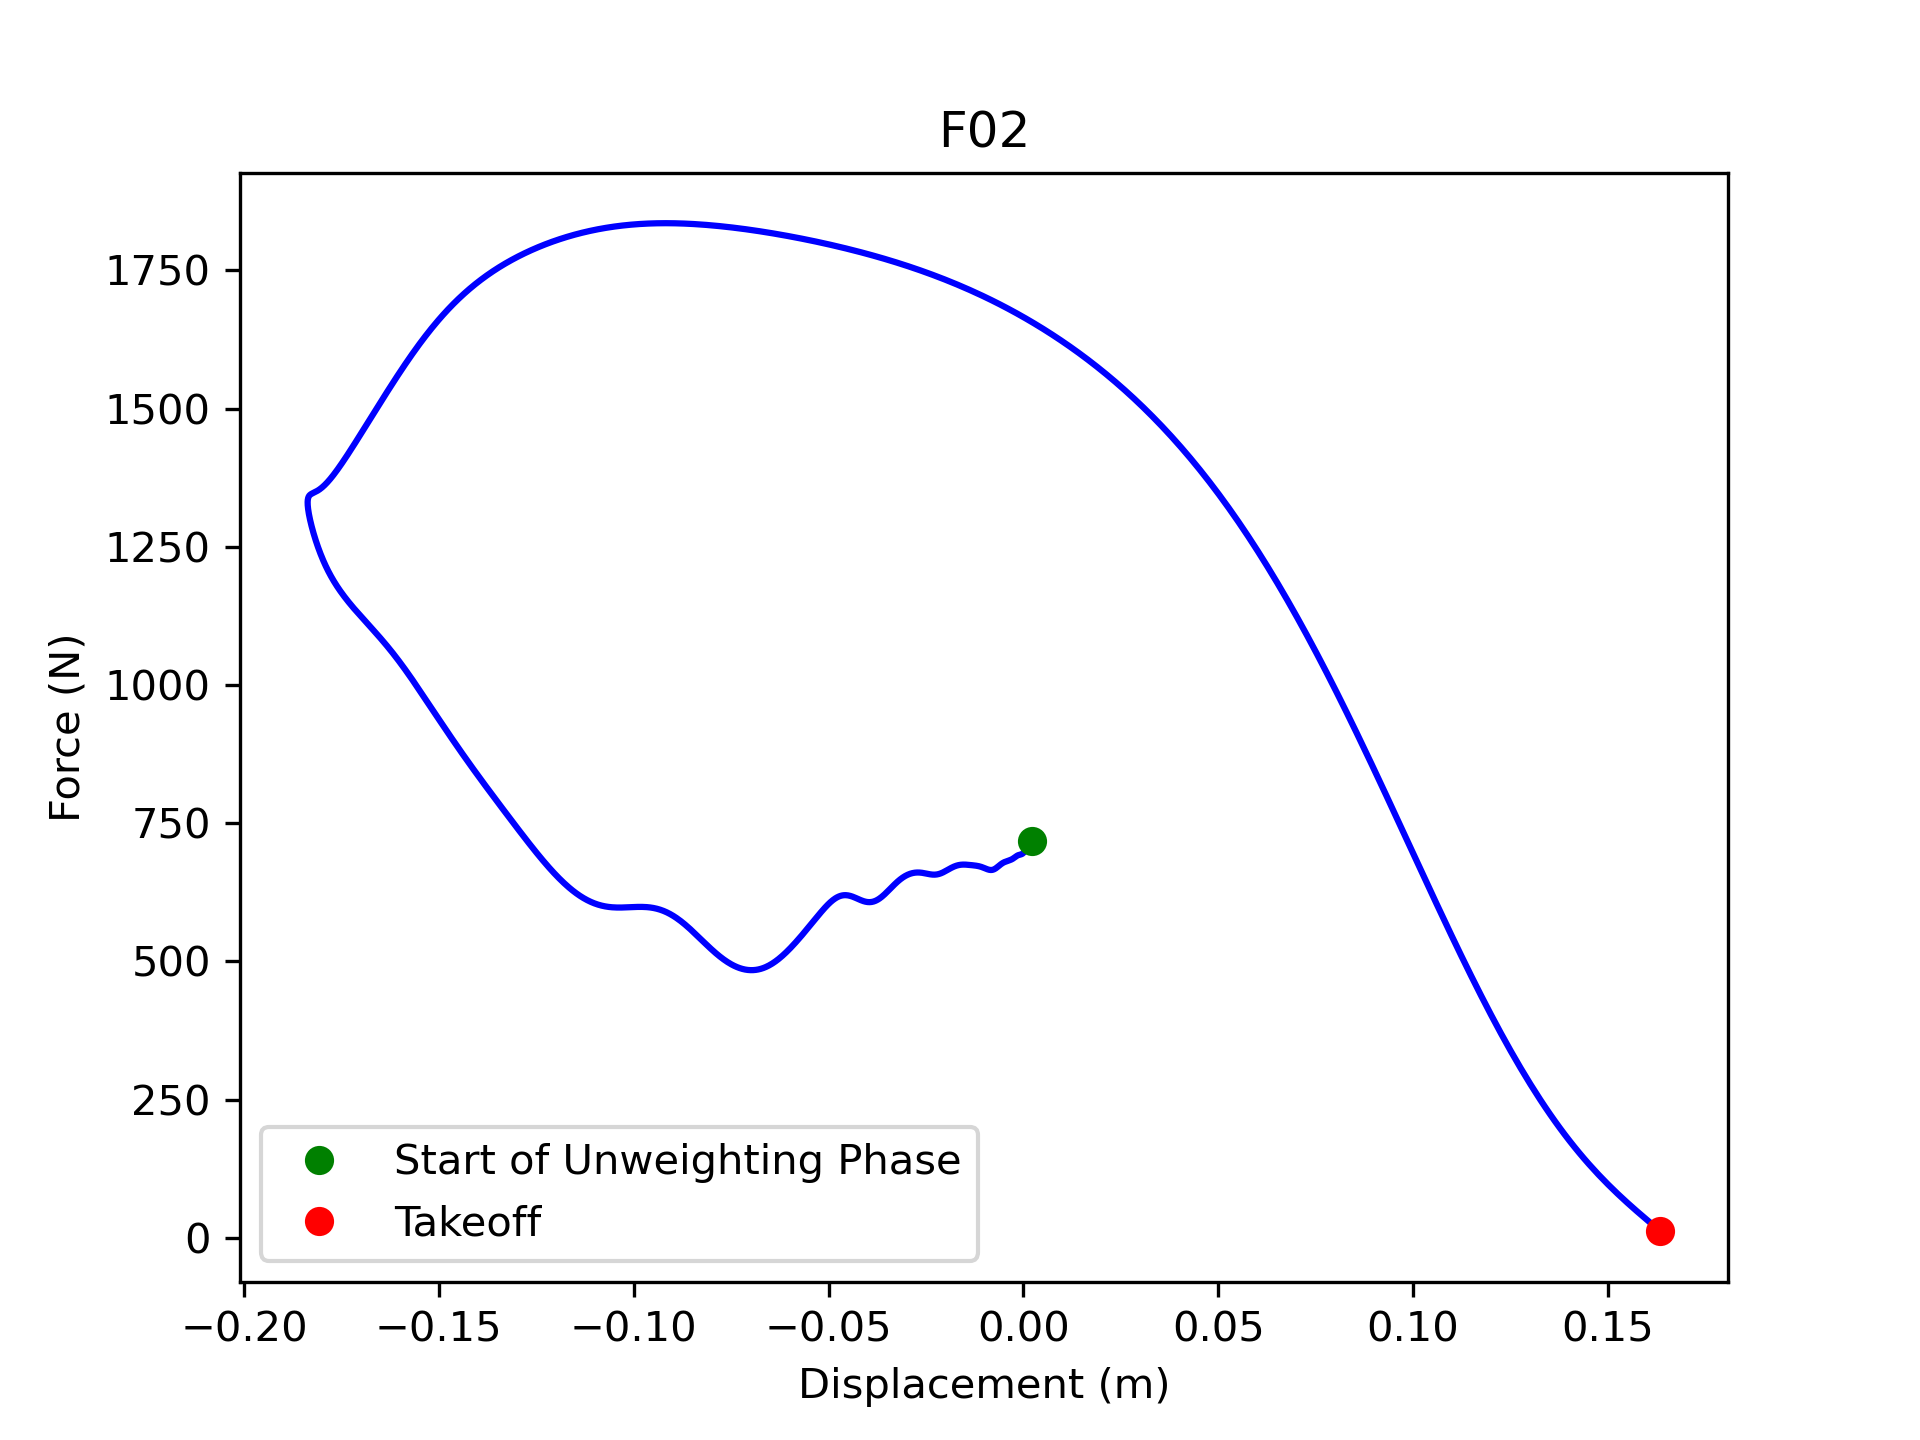 F02
1750
1500
1250
1000
750
500
250
0
Force (N)
Start of Unweighting Phase
Takeoff
−0.20 −0.15 −0.10 −0.05 0.00 0.05 0.10 0.15
Displacement (m)